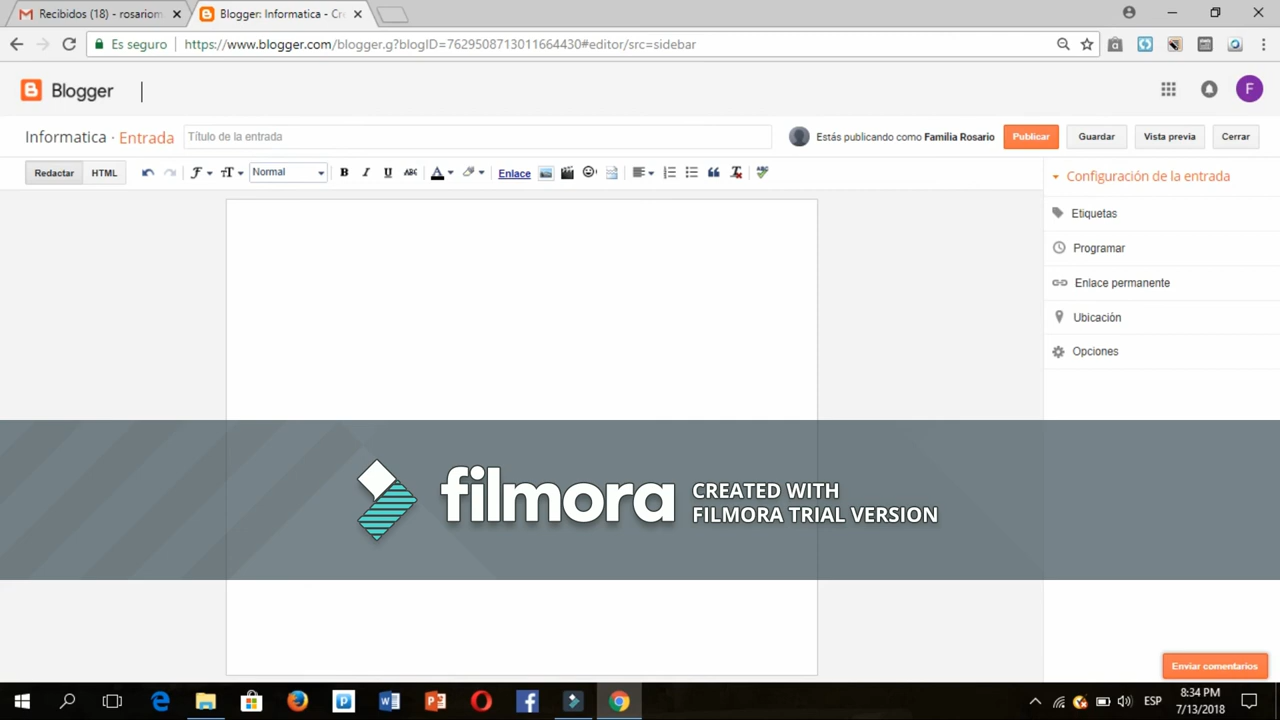 Recibidos (18) - rosariom
Blogger: Informatica - Cr
Es seguro
https://www.blogger.com/blogger.g?blogID=7629508713011664430#editor/src=sidebar
Blogger
F
Informatica · Entrada
Título de la entrada
Estás publicando como Familia Rosario
Publicar
Guardar
Vista previa
Cerrar
Redactar
HTML
Normal
B I U ABC A
Enlace
Configuración de la entrada
Etiquetas
Programar
Enlace permanente
Ubicación
Opciones
filmora
CREATED WITH
FILMORA TRIAL VERSION
Enviar comentarios
ESP
8:34 PM
7/13/2018